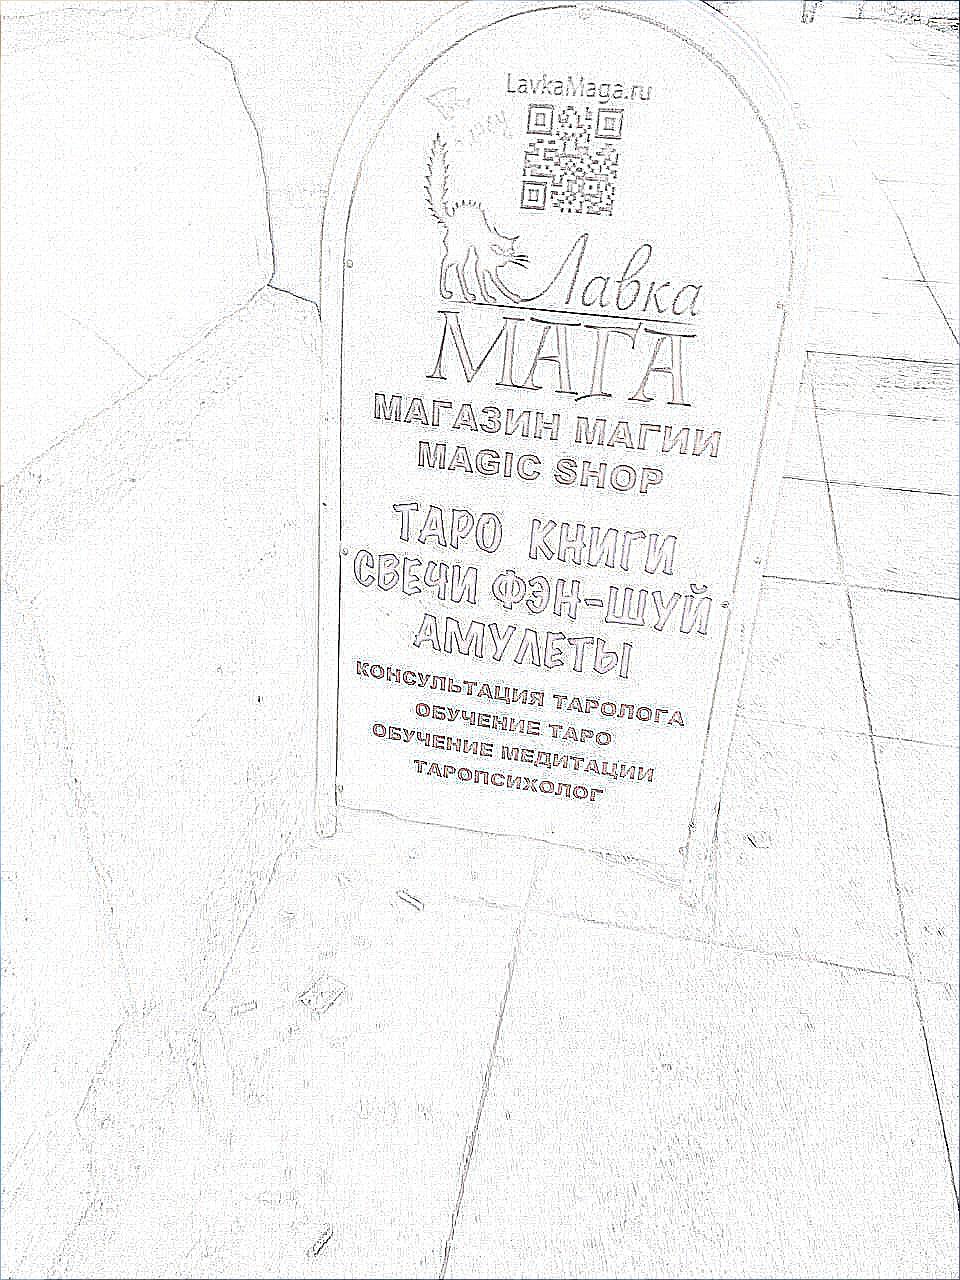 LavkaMaga.ru
Лавка
МАГА
МАГАЗИН МАГИИ
MAGIC SHOP
ТАРО КНИГИ
СВЕЧИ ФЭН-ШУЙ
АМУЛЕТЫ
КОНСУЛЬТАЦИЯ ТАРОЛОГА
ОБУЧЕНИЕ ТАРО
ОБУЧЕНИЕ МЕДИТАЦИИ
ТАРОПСИХОЛОГ